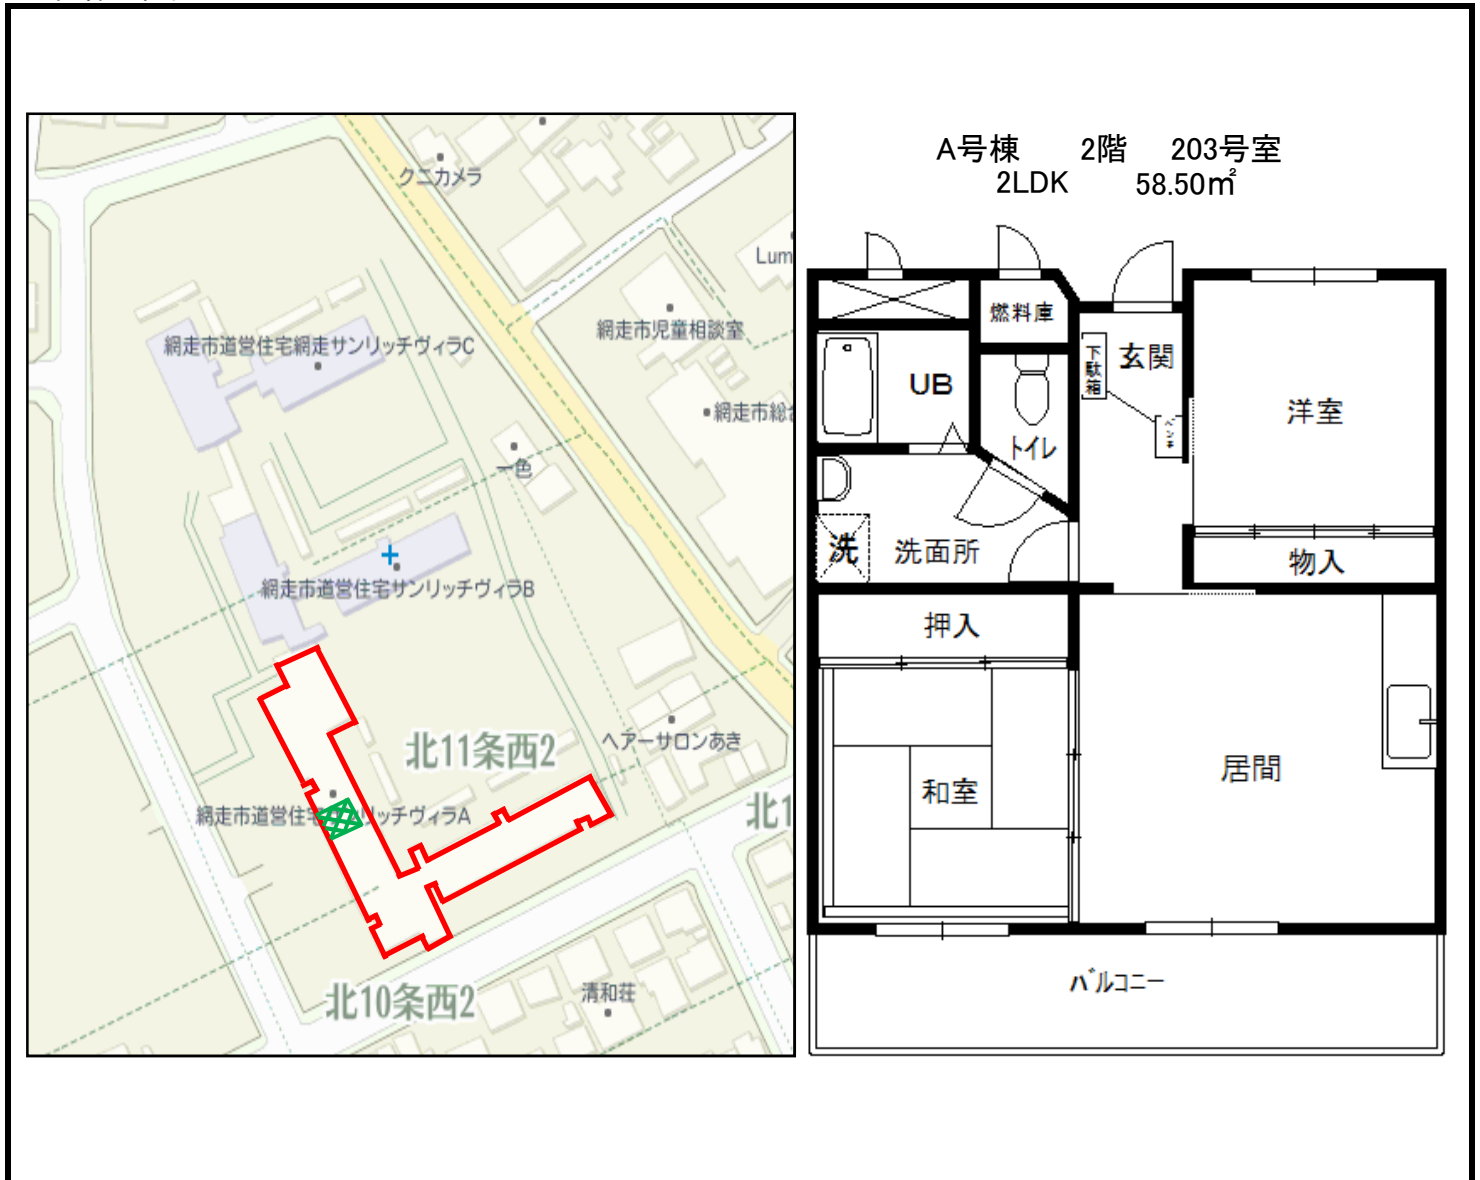 クニカメラ
Lum
網走市児童相談室
網走市道営住宅網走サンリッチヴィラC
網走市総合
一色
網走市道営住宅サンリッチヴィラB
北11条西2
ヘアーサロンあき
網走市道営住宅
リッチヴィラA
北1
北10条西2
清和荘
A号棟 2階 203号室
2LDK 58.50㎡
燃料庫
下駄箱
玄関
UB
洋室
トイレ
ベンチ
洗
洗面所
物入
押入
居間
和室
バルコニー